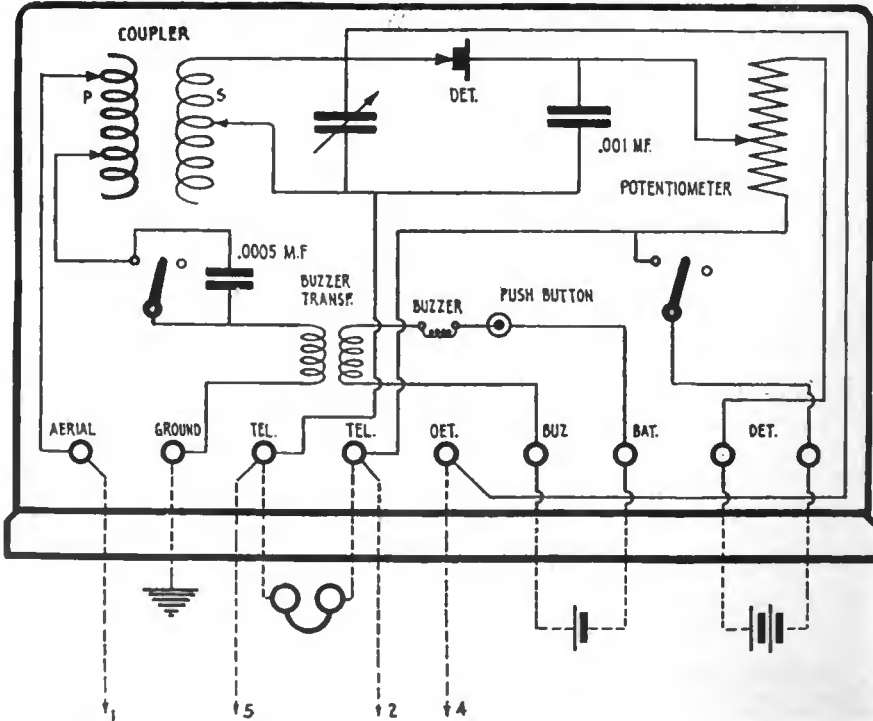 COUPLER
P
S
DET.
.001 M.F.
POTENTIOMETER
.0005 M.F
BUZZER
TRANSF.
BUZZER
PUSH BUTTON
AERIAL
GROUND
TEL.
TEL.
DET.
BUZ
BAT.
DET.
1
5
2
4